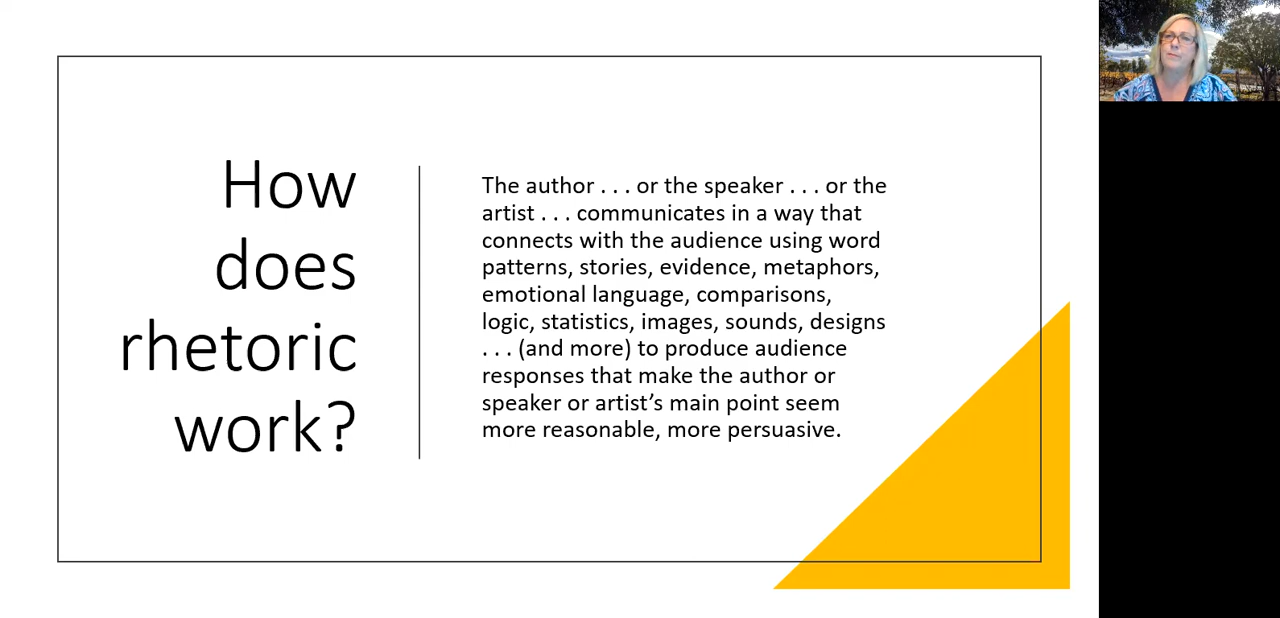 How
does
rhetoric
work?
The author . . . or the speaker . . . or the
artist . . . communicates in a way that
connects with the audience using word
patterns, stories, evidence, metaphors,
emotional language, comparisons,
logic, statistics, images, sounds, designs
. . . (and more) to produce audience
responses that make the author or
speaker or artist’s main point seem
more reasonable, more persuasive.